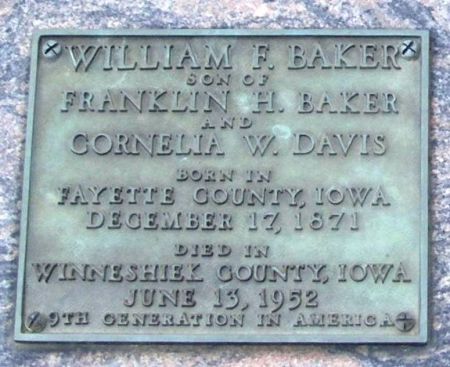 WILLIAM F. BAKER
SON OF
FRANKLIN H. BAKER
AND
CORNELIA W. DAVIS
BORN IN
FAYETTE COUNTY, IOWA
DECEMBER 17, 1871
DIED IN
WINNESHIEK COUNTY, IOWA
JUNE 13, 1952
9TH GENERATION IN AMERICA